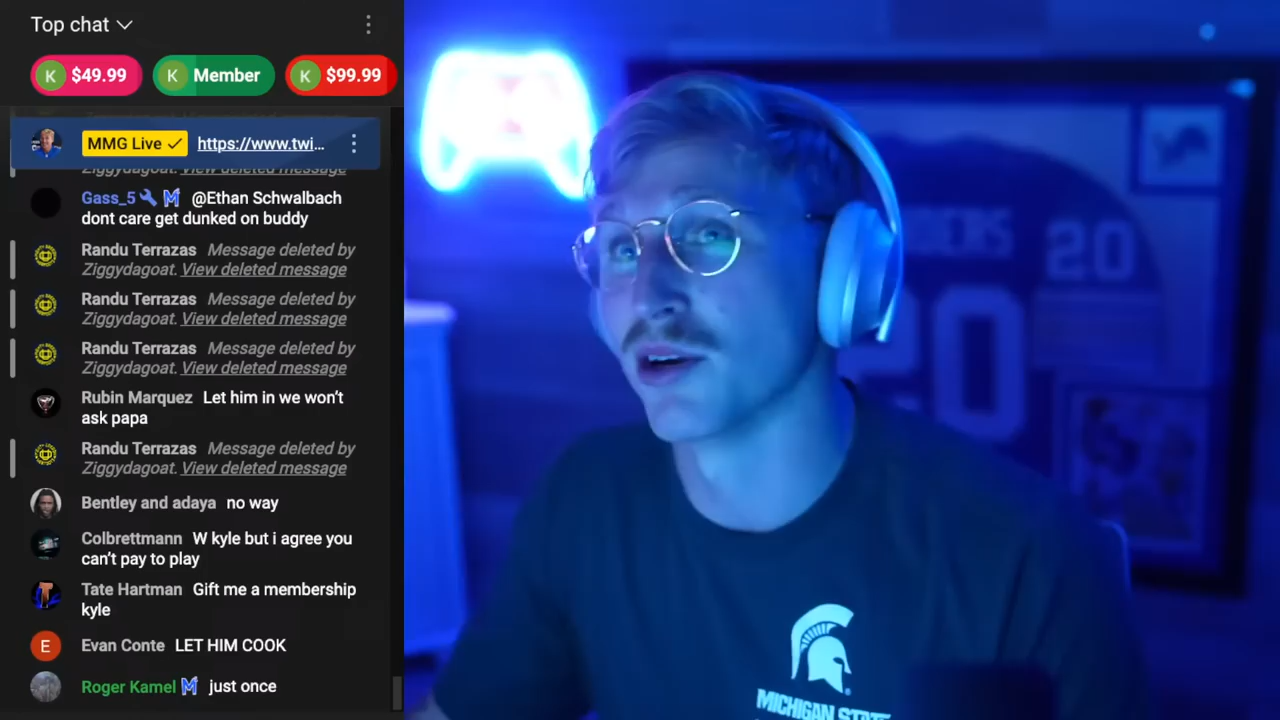 Top chat
K $49.99
K Member
K $99.99
MMG Live https://www.twi...
View deleted message
Gass_5 @Ethan Schwalbach
dont care get dunked on buddy
Randu Terrazas Message deleted by
Ziggydagoat. View deleted message
Randu Terrazas Message deleted by
Ziggydagoat. View deleted message
Randu Terrazas Message deleted by
Ziggydagoat. View deleted message
Rubin Marquez Let him in we won’t
ask papa
Randu Terrazas Message deleted by
Ziggydagoat. View deleted message
Bentley and adaya no way
Colbrettmann W kyle but i agree you
can’t pay to play
Tate Hartman Gift me a membership
kyle
E Evan Conte LET HIM COOK
Roger Kamel just once
20
20
MICHIGAN STATE